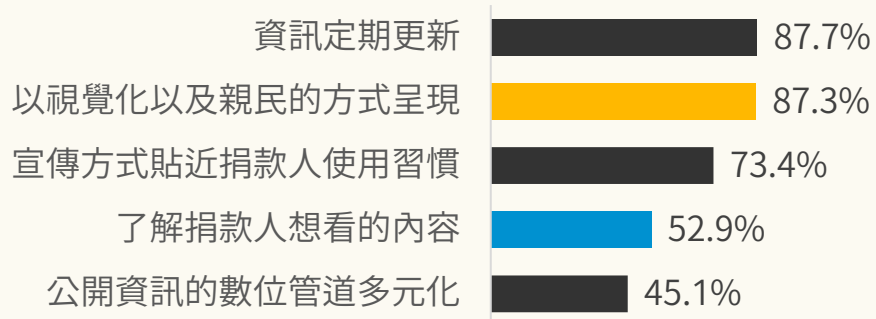 資訊定期更新 87.7%
以視覺化以及親民的方式呈現 87.3%
宣傳方式貼近捐款人使用習慣 73.4%
了解捐款人想看的內容 52.9%
公開資訊的數位管道多元化 45.1%